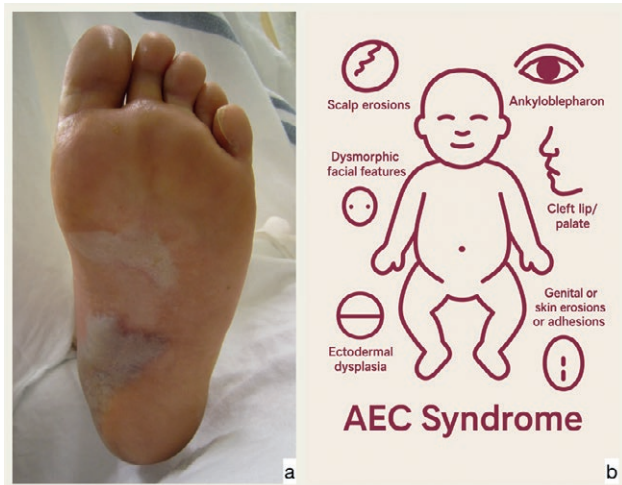 Scalp erosions
Ankyloblepharon
Dysmorphic
facial features
Cleft lip/
palate
Genital or
skin erosions
or adhesions
Ectodermal
dysplasia
AEC Syndrome
a
b